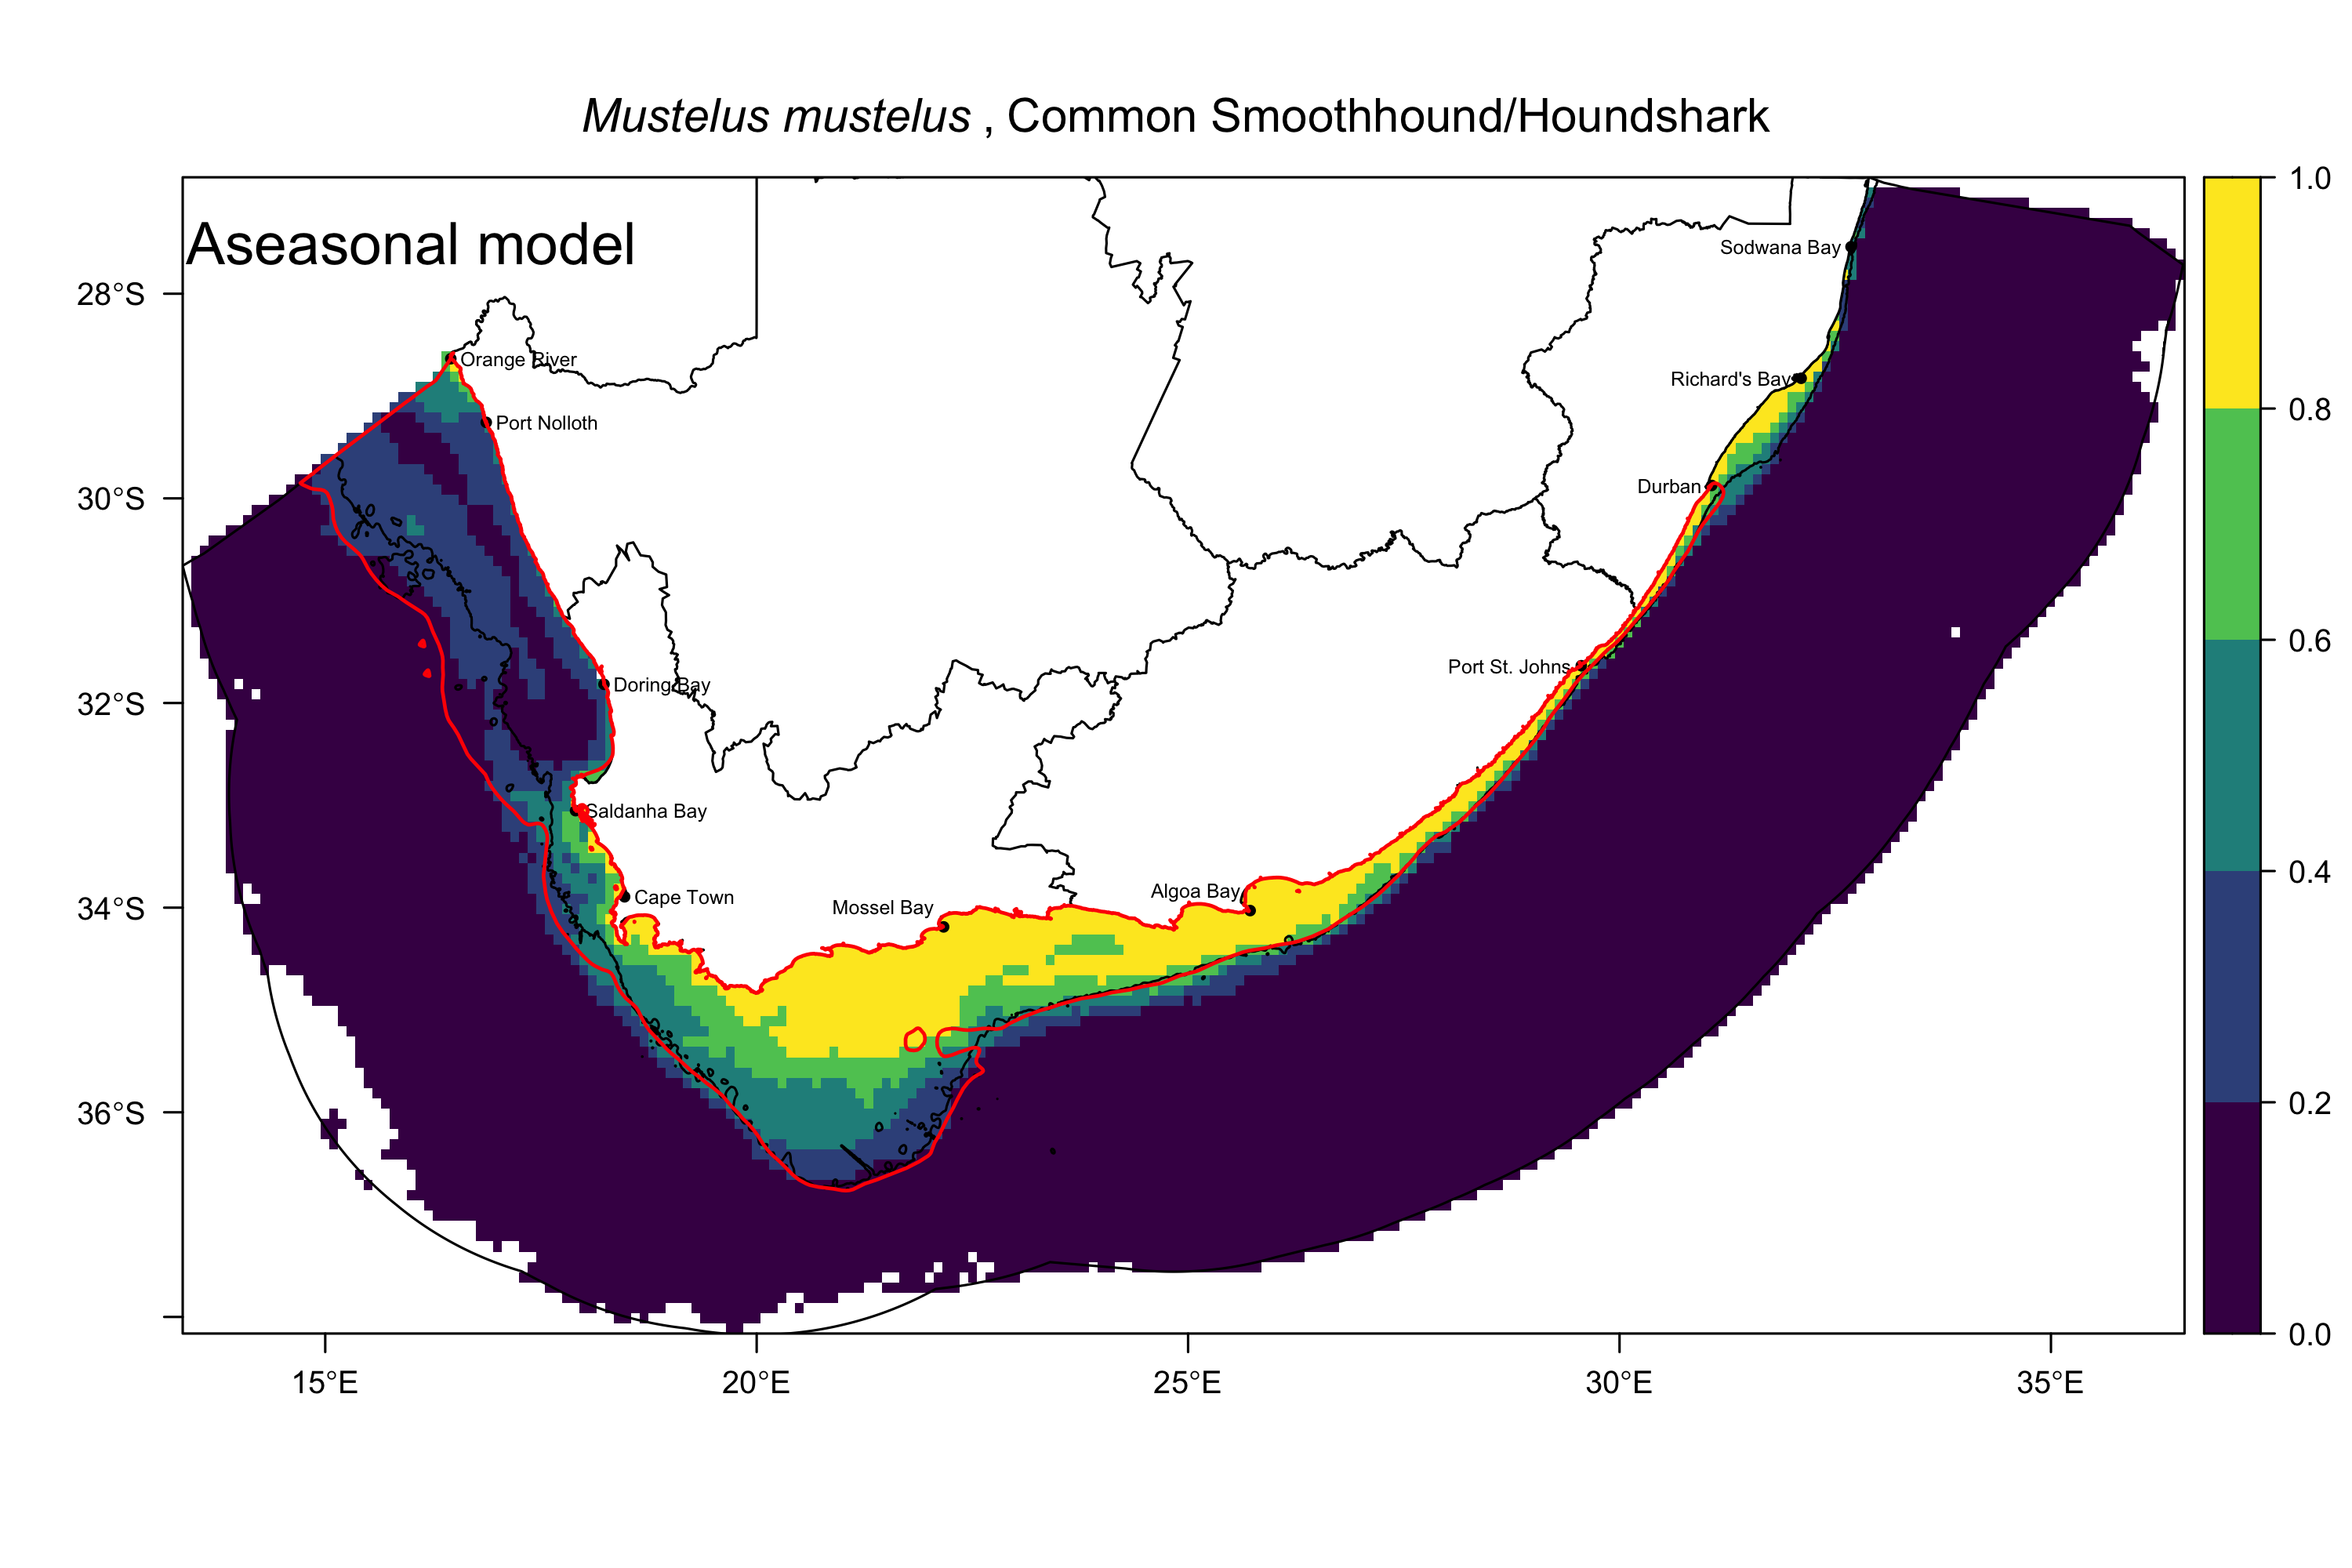 Mustelus mustelus , Common Smoothhound/Houndshark
Aseasonal model
1.0
0.8
0.6
0.4
0.2
0.0
28°S
30°S
32°S
34°S
36°S
Sodwana Bay
Orange River
Richard's Bay
Port Nolloth
Durban
Port St. Johns
Doring Bay
Saldanha Bay
Algoa Bay
Cape Town
Mossel Bay
15°E
20°E
25°E
30°E
35°E